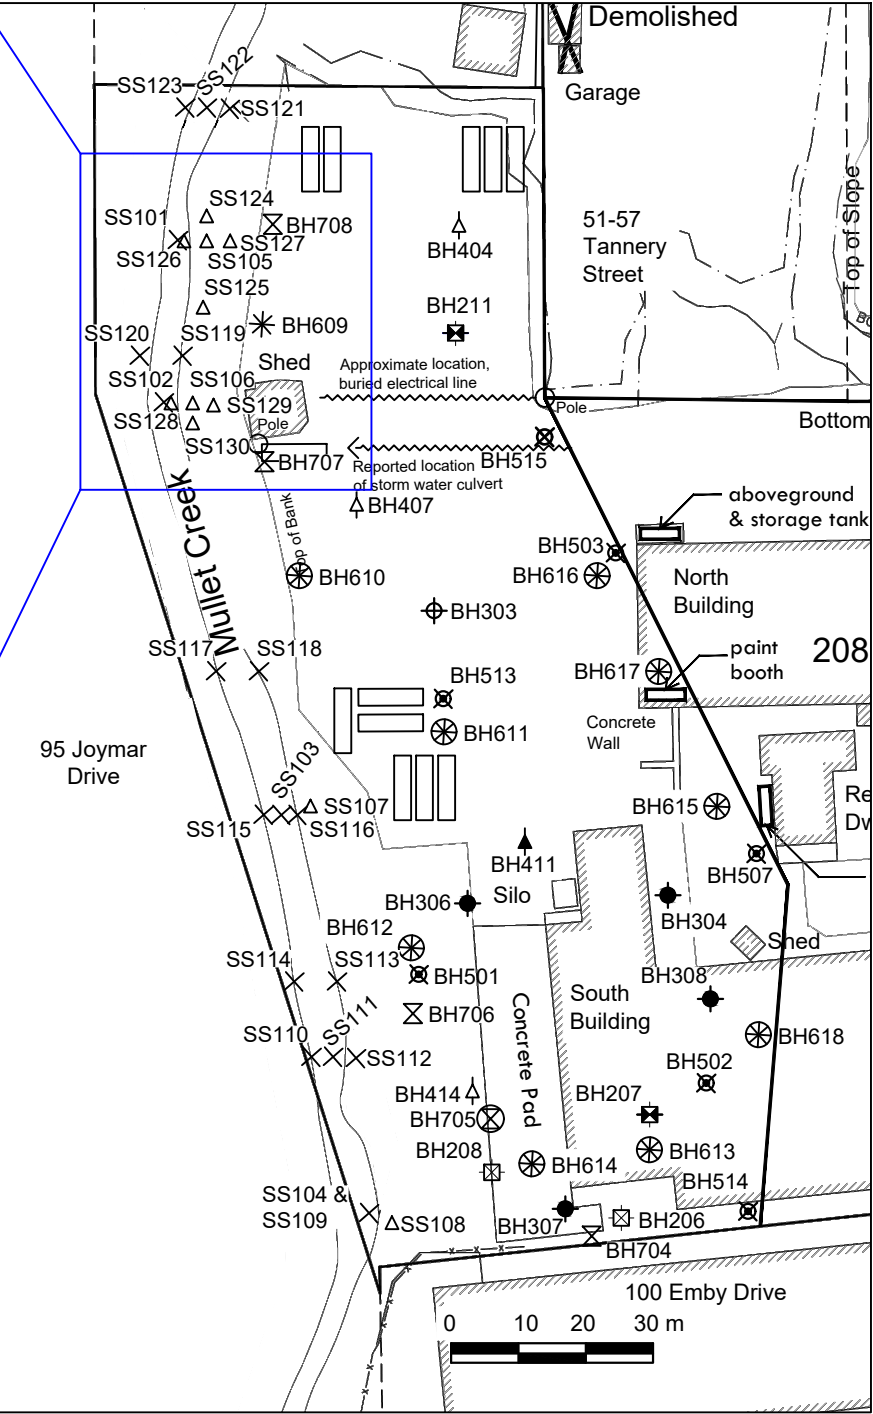 Demolished
Garage
SS123
SS122
SS121
Top of Slope
SS124
SS101
BH708
51-57
Tannery
Street
SS127
SS126
SS105
BH404
SS125
BH211
BH609
SS120
SS119
Shed
Approximate location,
buried electrical line
SS102
SS106
SS129
SS128
Pole
Pole
Bottom
SS130
BH707
BH515
Reported location
of storm water culvert
BH407
Mullet Creek
Top of Bank
aboveground
& storage tank
BH503
BH610
BH616
North
Building
BH303
SS117
SS118
BH617
paint
booth
208
BH513
BH611
Concrete
Wall
95 Joymar
Drive
SS103
SS107
SS115
SS116
BH615
Re
Dw
BH411
BH507
BH306
Silo
BH304
BH612
Shed
SS114
SS113
BH501
BH308
South
Building
Concrete Pad
BH706
SS111
SS110
SS112
BH618
BH502
BH414
BH207
BH705
BH208
BH613
BH614
BH514
SS104 &
SS109
SS108
BH307
BH206
BH704
100 Emby Drive
0 10 20 30 m